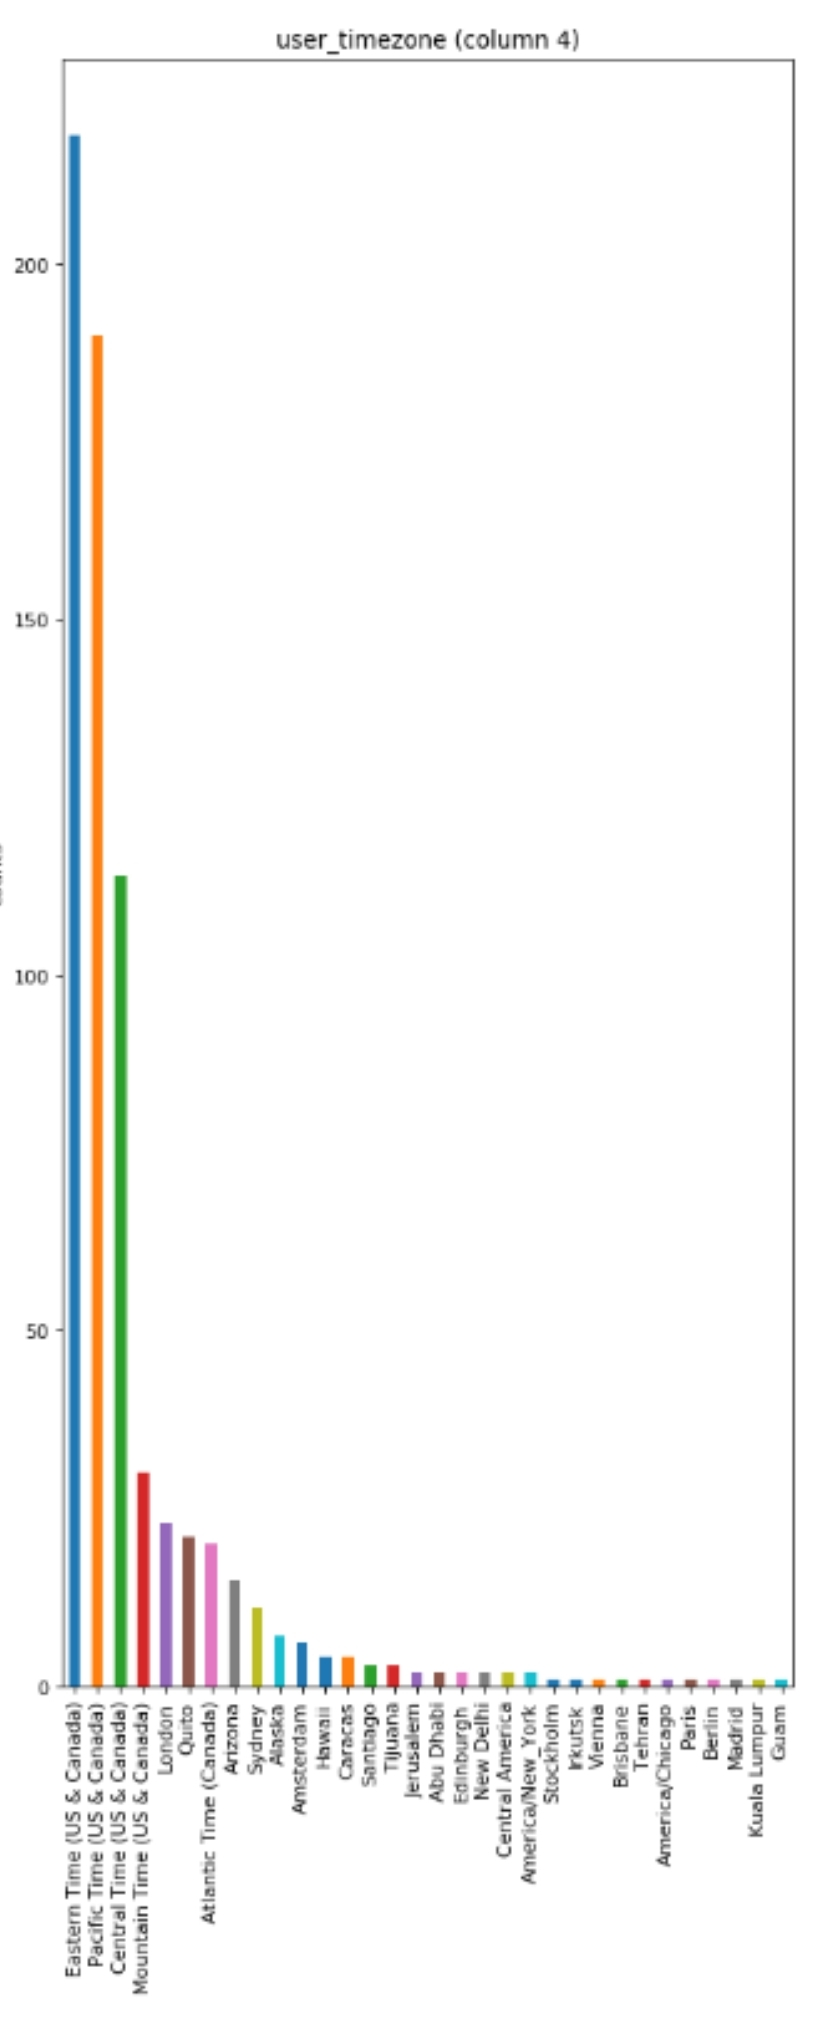 user_timezone (column 4)
200
150
100
50
0
Eastern Time (US & Canada)
Pacific Time (US & Canada)
Central Time (US & Canada)
Mountain Time (US & Canada)
London
Quito
Atlantic Time (Canada)
Arizona
Sydney
Alaska
Amsterdam
Hawaii
Caracas
Santiago
Tijuana
Jerusalem
Abu Dhabi
Edinburgh
New Delhi
Central America
America/New_York
Stockholm
Irkutsk
Vienna
Brisbane
Tehran
America/Chicago
Paris
Berlin
Madrid
Kuala Lumpur
Guam